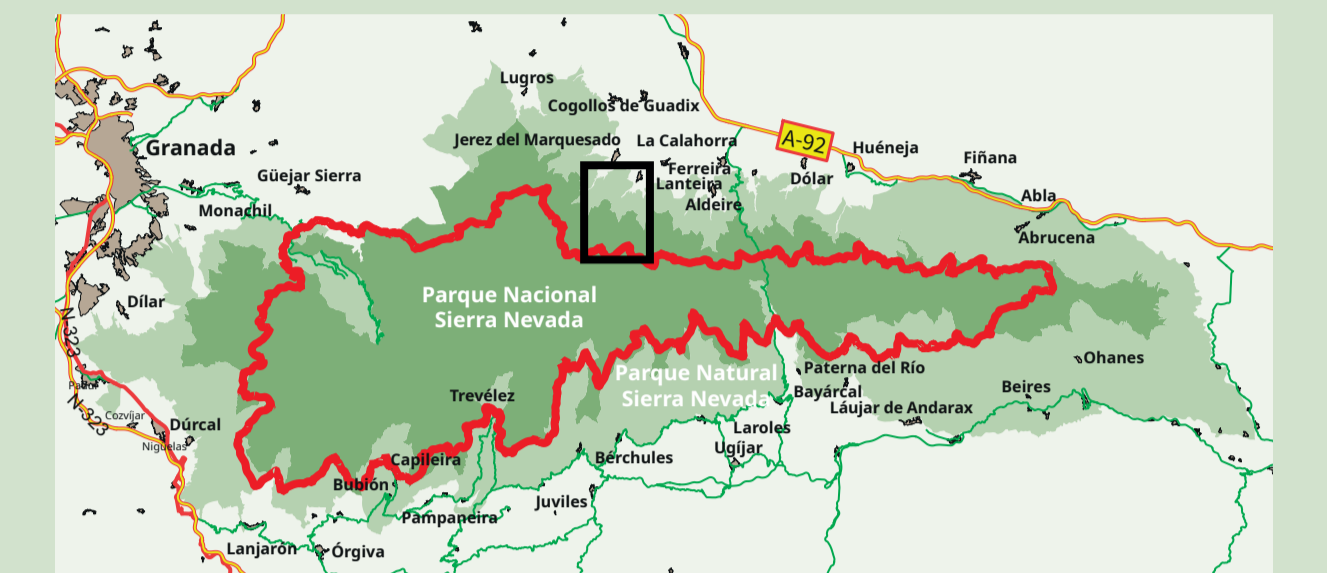 Lugros
Cogollos de Guadix
Jerez del Marquesado
La Calahorra
A-92
Huéneja
Granada
Fiñana
Ferreira
Güejar Sierra
Dólar
Lanteira
Abla
Aldeire
Monachil
Abrucena
Parque Nacional
Sierra Nevada
Dílar
N 323
Ohanes
Paterna del Río
Parque Natural
Sierra Nevada
Beires
Bayárcal
Trevélez
Láujar de Andarax
N-323
Cozvíjar
Dúrcal
Laroles
Nigüelas
Ugíjar
Bérchules
Capileira
Bubión
Juviles
Pampaneira
Lanjarón
Órgiva